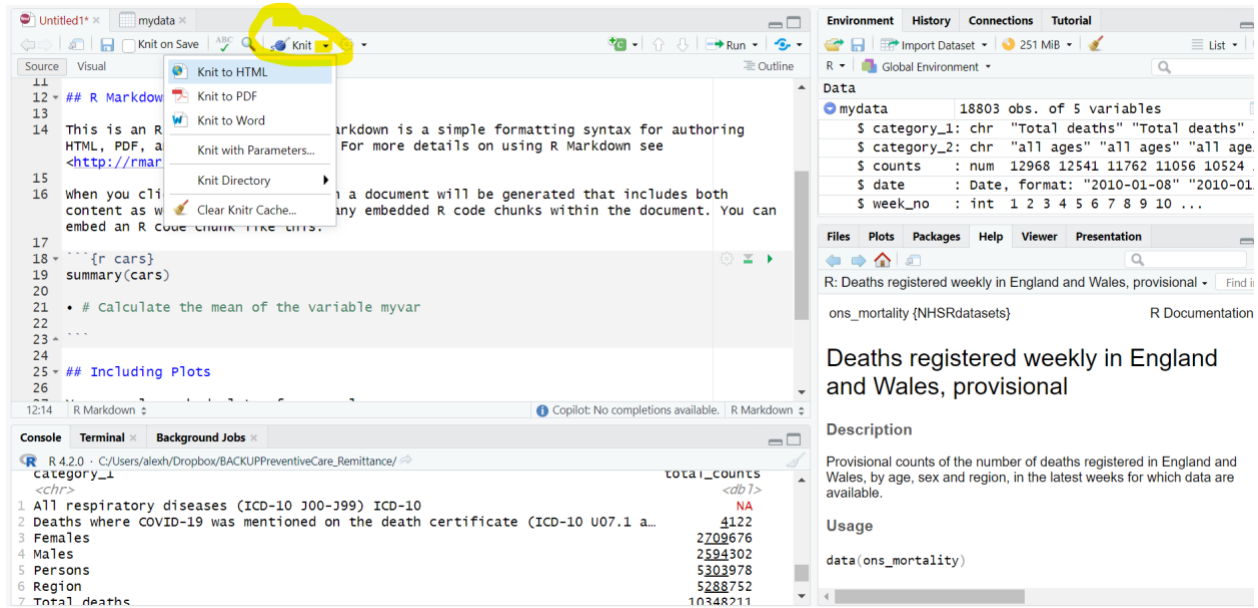 Untitled1* ×
mydata ×
Knit on Save
ABC
Knit
Run
Source
Visual
Outline
Knit to HTML
Knit to PDF
Knit to Word
Knit with Parameters...
Knit Directory
Clear Knitr Cache...
11
12 ## R Markdow
13
14 This is an R arkdown is a simple formatting syntax for authoring
HTML, PDF, a For more details on using R Markdown see
<http://rmar
15
16 When you cli a document will be generated that includes both
content as w any embedded R code chunks within the document. You can
embed an R code chunk like this:
17
18 ```{r cars}
19 summary(cars)
20
21 • # Calculate the mean of the variable myvar
22
23 ```
24
25 ## Including Plots
26
12:14 R Markdown
Copilot: No completions available. R Markdown
Console Terminal × Background Jobs ×
R 4.2.0 · C:/Users/alexh/Dropbox/BACKUPPreventiveCare_Remittance/
category_1 total_counts
<chr> <dbl>
1 All respiratory diseases (ICD-10 J00-J99) ICD-10 NA
2 Deaths where COVID-19 was mentioned on the death certificate (ICD-10 U07.1 a… 4122
3 Females 2709676
4 Males 2594302
5 Persons 5303978
6 Region 5288752
7 Total deaths 10348211
Environment History Connections Tutorial
Import Dataset 251 MiB List
R Global Environment
Data
mydata 18803 obs. of 5 variables
$ category_1: chr "Total deaths" "Total deaths"
$ category_2: chr "all ages" "all ages" "all age
$ counts : num 12968 12541 11762 11056 10524
$ date : Date, format: "2010-01-08" "2010-01
$ week_no : int 1 2 3 4 5 6 7 8 9 10 ...
Files Plots Packages Help Viewer Presentation
R: Deaths registered weekly in England and Wales, provisional Find i
ons_mortality {NHSRdatasets} R Documentation
Deaths registered weekly in England
and Wales, provisional
Description
Provisional counts of the number of deaths registered in England and
Wales, by age, sex and region, in the latest weeks for which data are
available.
Usage
data(ons_mortality)